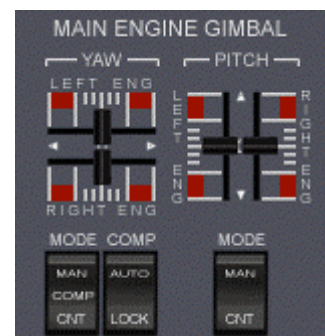 MAIN ENGINE GIMBAL
YAW PITCH
LEFT ENG
LEFT ENG
RIGHT ENG
RIGHT ENG
MODE COMP MODE
MAN AUTO MAN
COMP
CNT LOCK CNT